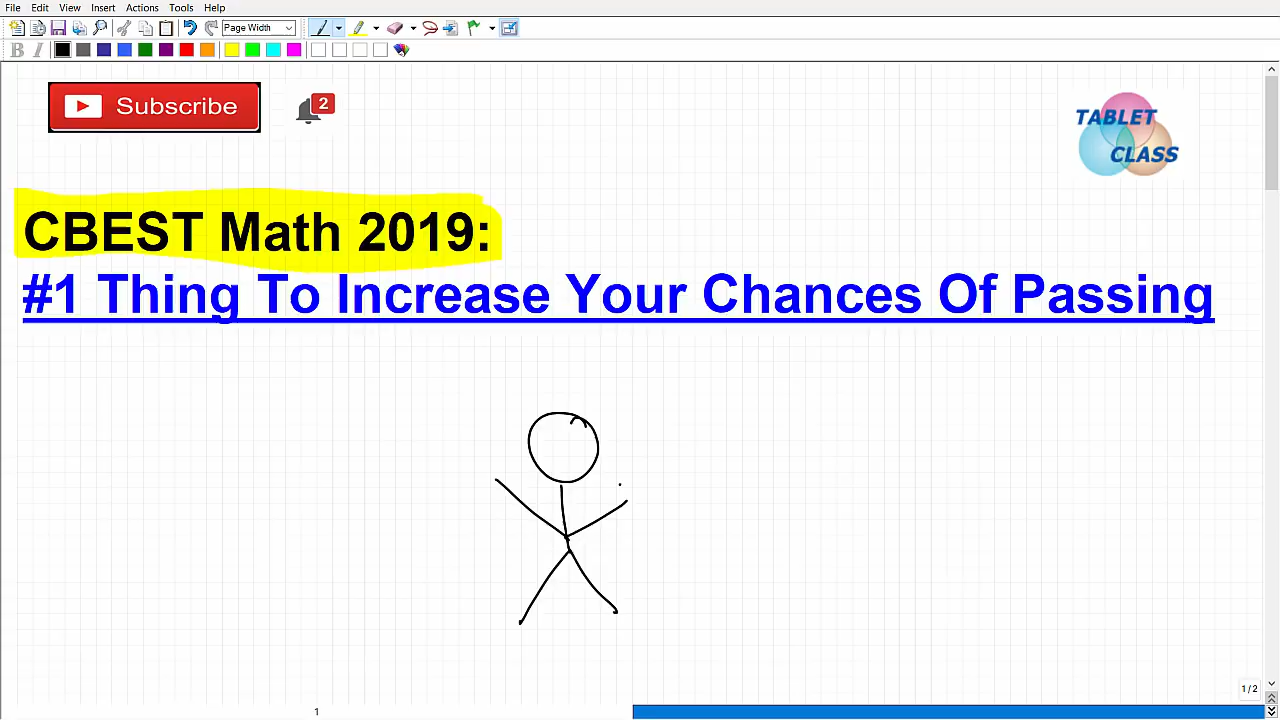 File Edit View Insert Actions Tools Help
Page Width
B I
Subscribe
2
TABLET
CLASS
CBEST Math 2019:
#1 Thing To Increase Your Chances Of Passing
1/2
1